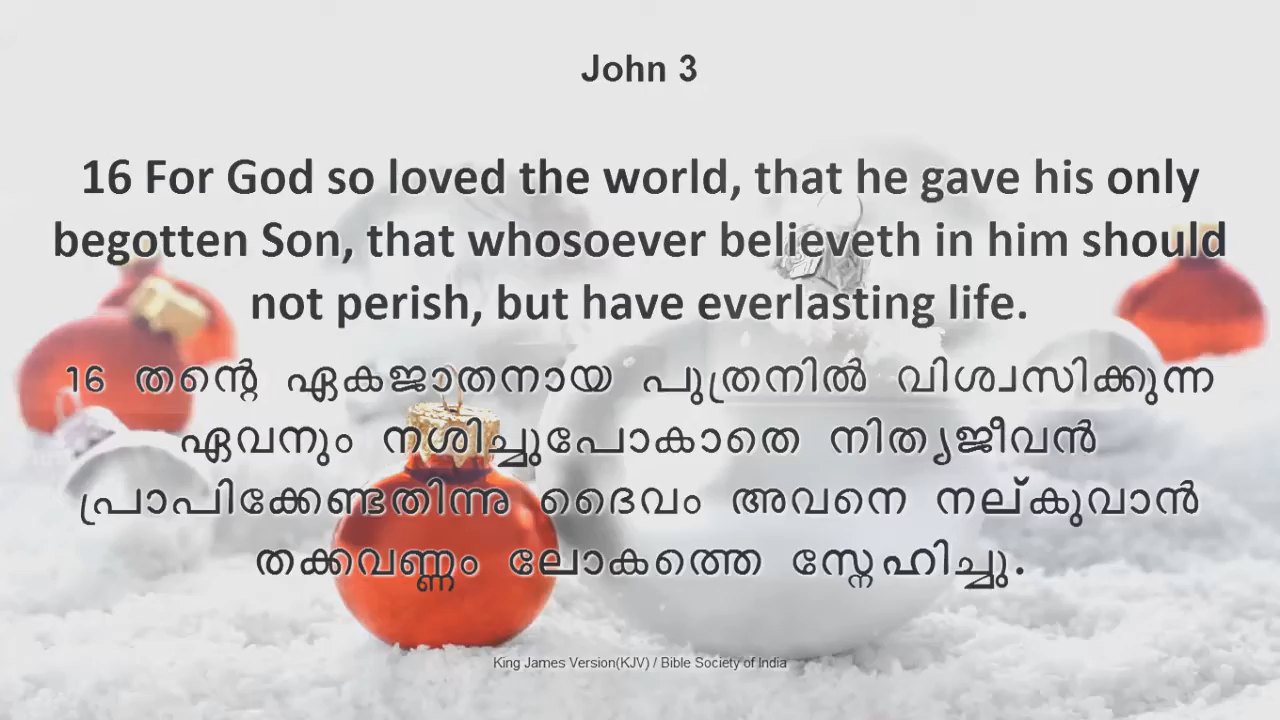 John 3
16 For God so loved the world, that he gave his only
begotten Son, that whosoever believeth in him should
not perish, but have everlasting life.
16 തന്റെ ഏകജാതനായ പുത്രനിൽ വിശ്വസിക്കുന്ന
ഏവനും നശിച്ചുപോകാതെ നിത്യജീവൻ
പ്രാപിക്കേണ്ടതിന്നു ദൈവം അവനെ നല്കുവാൻ
തക്കവണ്ണം ലോകത്തെ സ്നേഹിച്ചു.
King James Version(KJV) / Bible Society of India